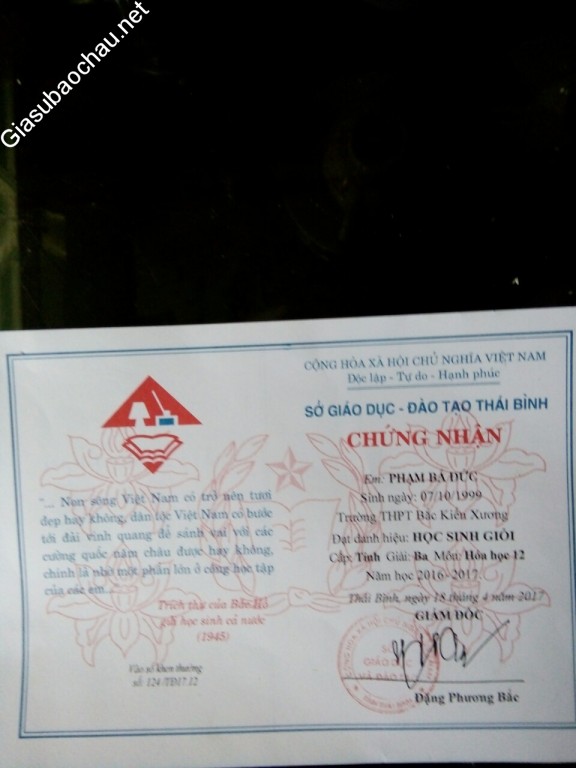 Giasubaochau.net
CỘNG HÒA XÃ HỘI CHỦ NGHĨA VIỆT NAM
Độc lập - Tự do - Hạnh phúc
SỞ GIÁO DỤC - ĐÀO TẠO THÁI BÌNH
CHỨNG NHẬN
Em: PHẠM BÁ ĐỨC
Sinh ngày: 07/10/1999
Trường THPT Bắc Kiến Xương
Đạt danh hiệu: HỌC SINH GIỎI
Cấp: Tỉnh Giải: Ba Môn: Hóa học 12
Năm học 2016-2017.
Thái Bình, ngày 18 tháng 4 năm 2017
GIÁM ĐỐC
Đặng Phương Bắc
"... Non sông Việt Nam có trở nên tươi
đẹp hay không, dân tộc Việt Nam có bước
tới đài vinh quang để sánh vai với các
cường quốc năm châu được hay không,
chính là nhờ một phần lớn ở công học tập
của các em..."
Trích thư của Bác Hồ
gửi học sinh cả nước
(1945)
Vào sổ khen thưởng
số: 124 /TĐ17.12